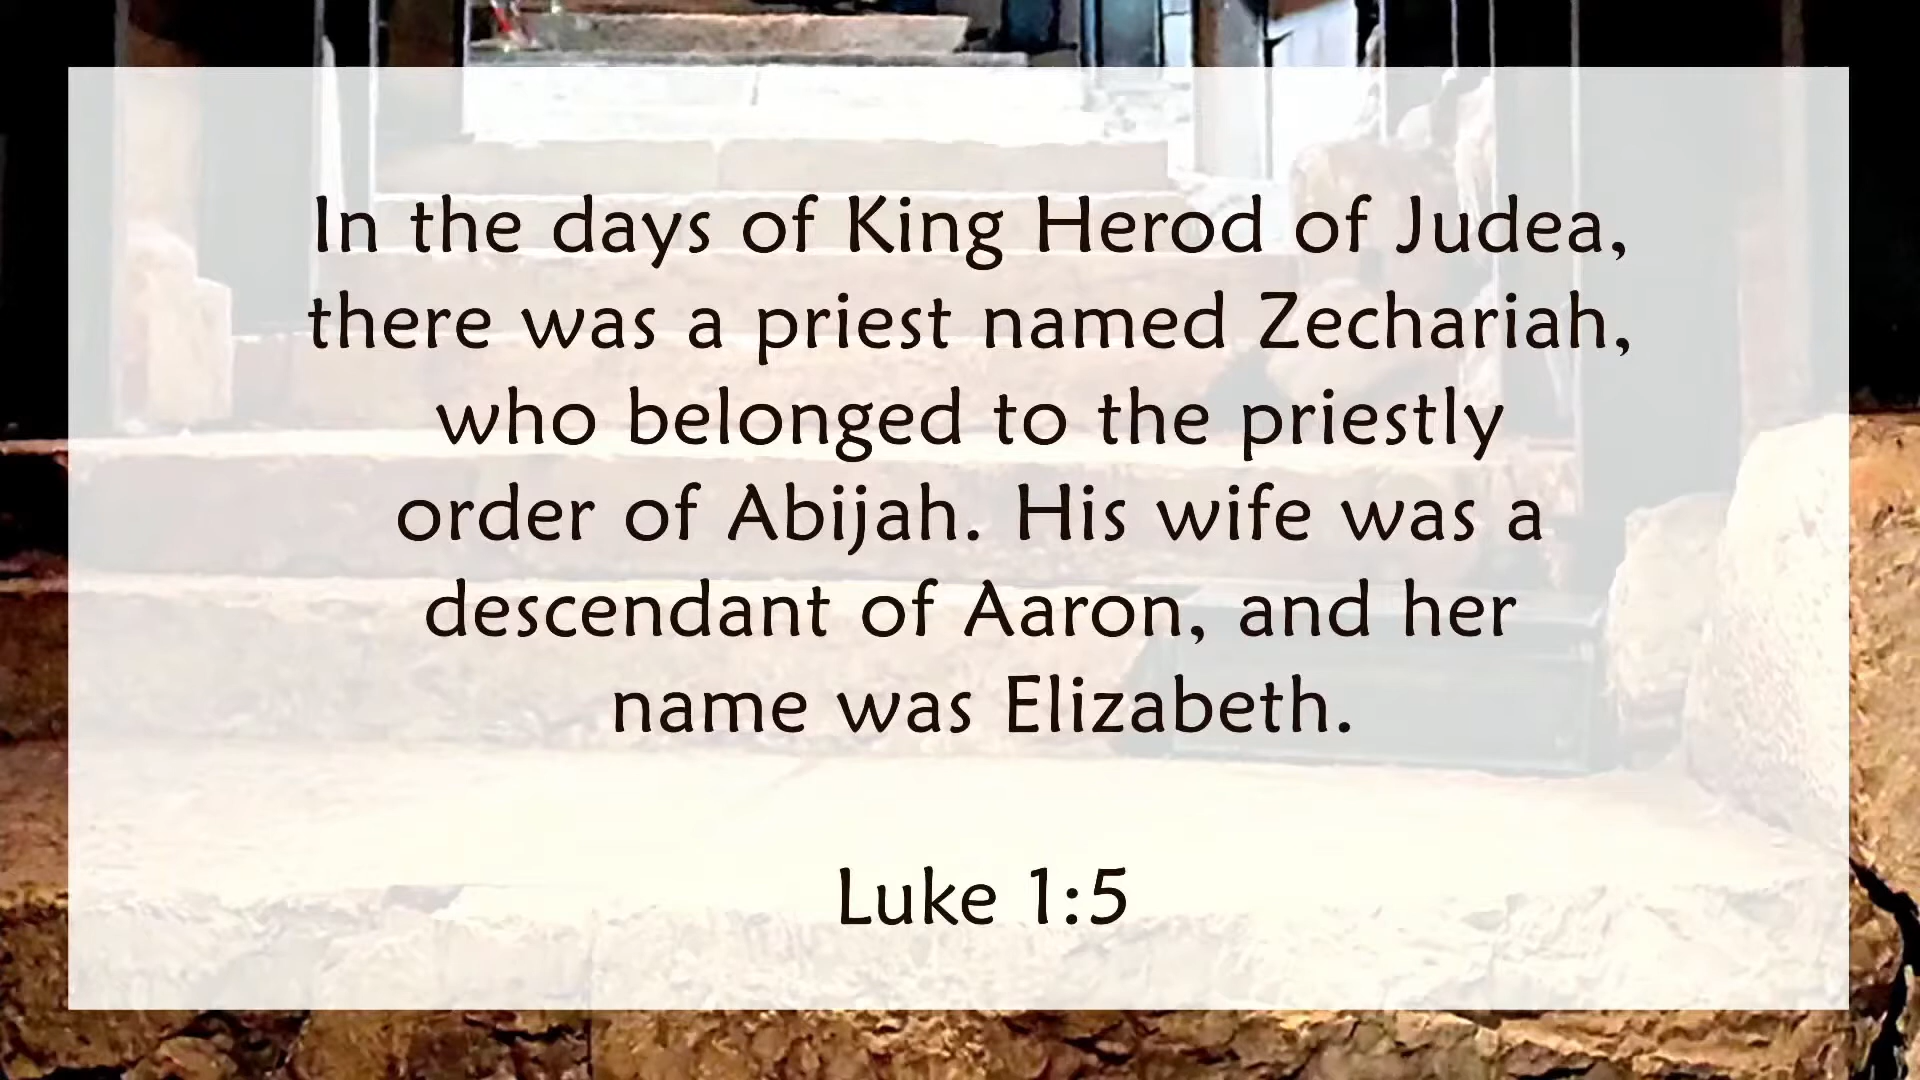 In the days of King Herod of Judea,
there was a priest named Zechariah,
who belonged to the priestly
order of Abijah. His wife was a
descendant of Aaron, and her
name was Elizabeth.
Luke 1:5